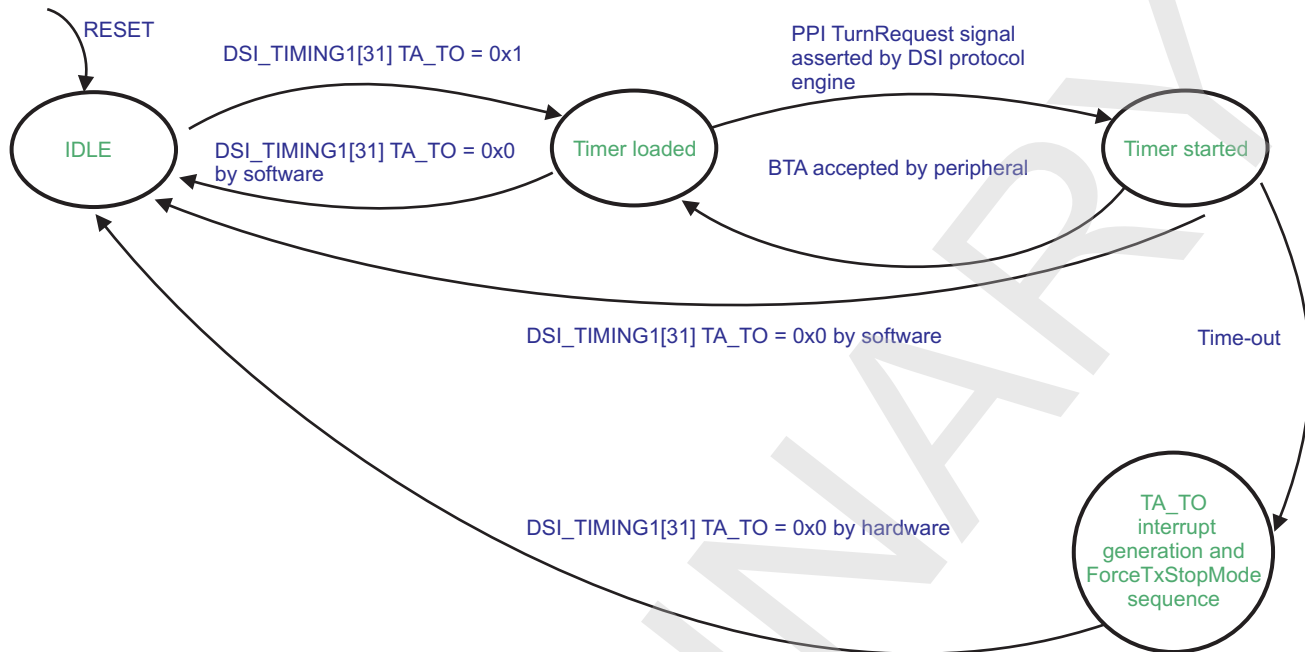 RESET
DSI_TIMING1[31] TA_TO = 0x1
PPI TurnRequest signal
asserted by DSI protocol
engine
IDLE
DSI_TIMING1[31] TA_TO = 0x0
by software
Timer loaded
BTA accepted by peripheral
Timer started
DSI_TIMING1[31] TA_TO = 0x0 by software
Time-out
DSI_TIMING1[31] TA_TO = 0x0 by hardware
TA_TO
interrupt
generation and
ForceTxStopMode
sequence
INARY